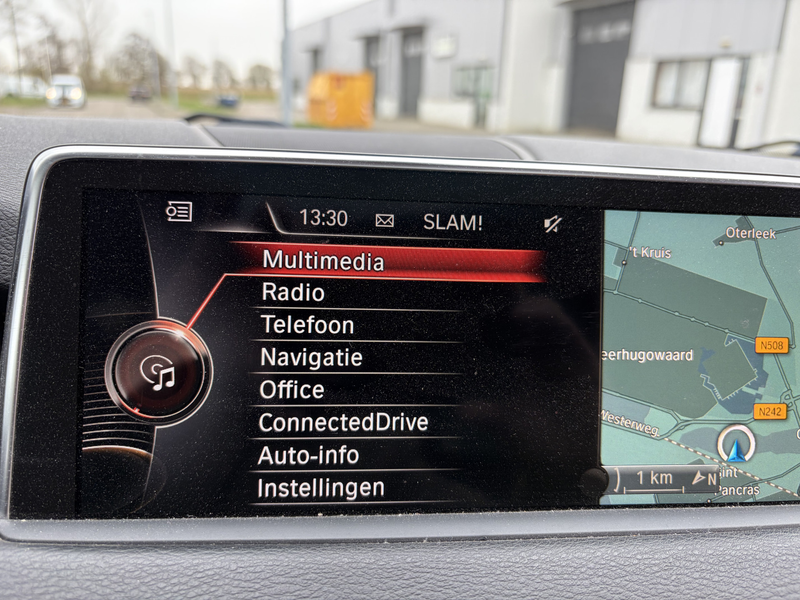 13:30 SLAM!
Multimedia
Radio
Telefoon
Navigatie
Office
ConnectedDrive
Auto-info
Instellingen
Oterleek
't Kruis
N508
eerhugowaard
N242
Westerweg
1 km N
int
Pancras